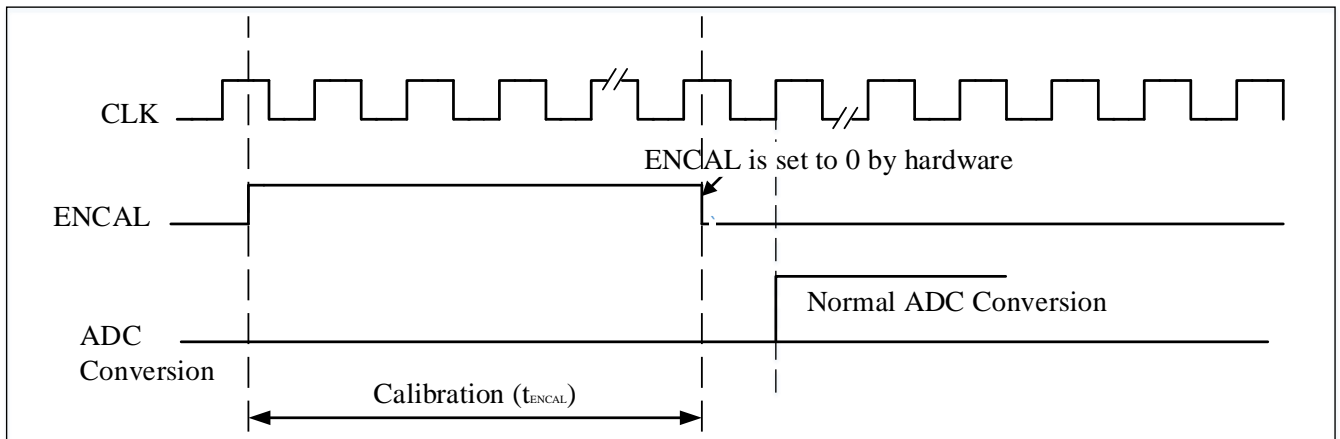 CLK
ENCAL is set to 0 by hardware
ENCAL
Normal ADC Conversion
ADC
Conversion
Calibration (tENCAL)